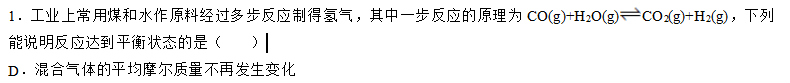 1．工业上常用煤和水作原料经过多步反应制得氢气，其中一步反应的原理为 CO(g)+H₂O(g)⇌CO₂(g)+H₂(g)，下列
能说明反应达到平衡状态的是（　　）
D．混合气体的平均摩尔质量不再发生变化